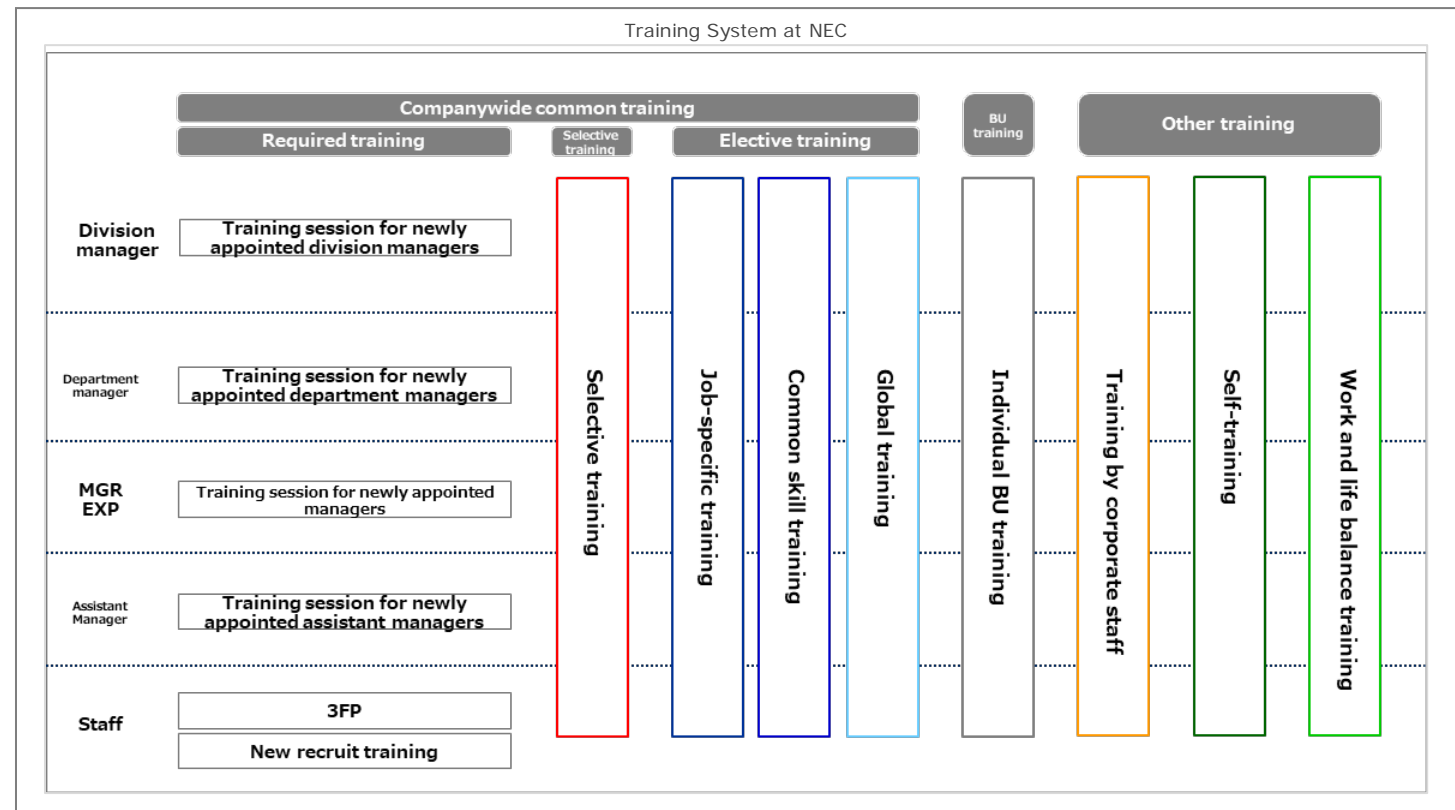 Training System at NEC
Companywide common training
BU
training
Other training
Required training
Selective
training
Elective training
Division
manager
Training session for newly
appointed division managers
Department
manager
Training session for newly
appointed department managers
MGR
EXP
Training session for newly appointed
managers
Assistant
Manager
Training session for newly
appointed assistant managers
Staff
3FP
New recruit training
Selective training
Job-specific training
Common skill training
Global training
Individual BU training
Training by corporate staff
Self-training
Work and life balance training